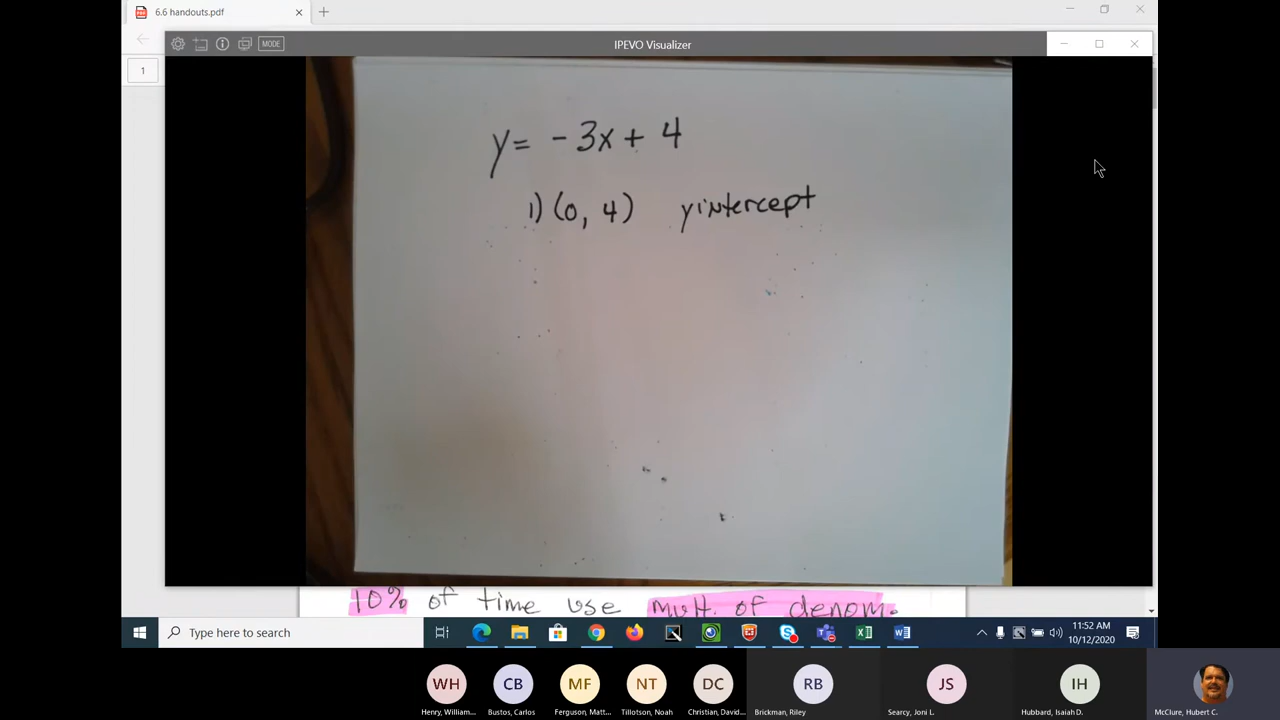 6.6 handouts.pdf
MODE
IPEVO Visualizer
1
y = -3x + 4
1) (0, 4) y intercept
10% of time use mult. of denom.
Type here to search
11:52 AM
10/12/2020
WH
CB
MF
NT
DC
RB
JS
IH
Henry, William...
Bustos, Carlos
Ferguson, Matt...
Tillotson, Noah
Christian, David...
Brickman, Riley
Searcy, Joni L.
Hubbard, Isaiah D.
McClure, Hubert C.